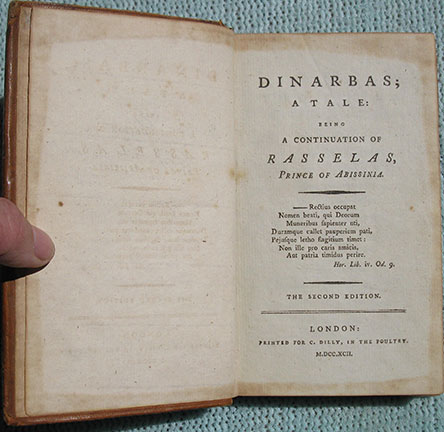 DINARBAS;
A TALE:
BEING
A CONTINUATION OF
RASSELAS,
PRINCE OF ABISSINIA.
—— Rectius occupat
Nomen beati, qui Deorum
Muneribus sapienter uti,
Duramque callet pauperiem pati,
Pejusque letho flagitium timet:
Non ille pro caris amicis,
Aut patria timidus perire.
Hor. Lib. iv. Od. 9.
THE SECOND EDITION.
LONDON:
PRINTED FOR C. DILLY, IN THE POULTRY.
M.DCC.XCII.